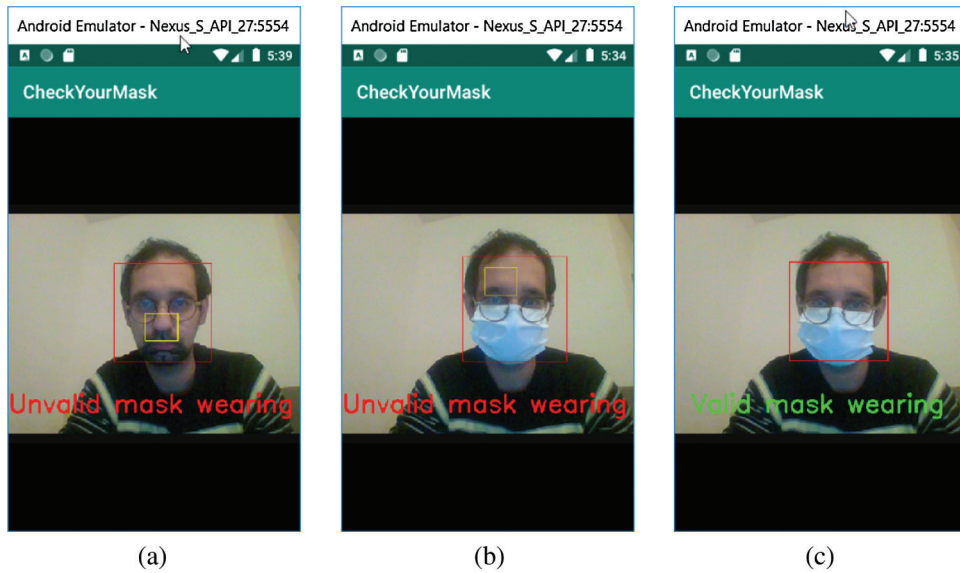 Android Emulator - Nexus_S_API_27:5554
5:39
CheckYourMask
Unvalid mask wearing
(a)
Android Emulator - Nexus_S_API_27:5554
5:34
CheckYourMask
Unvalid mask wearing
(b)
Android Emulator - Nexus_S_API_27:5554
5:35
CheckYourMask
Valid mask wearing
(c)